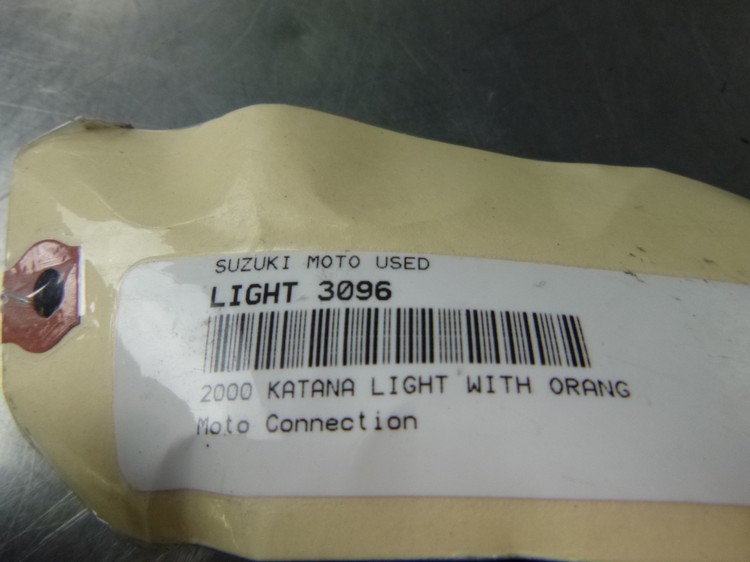 SUZUKI MOTO USED
LIGHT 3096
2000 KATANA LIGHT WITH ORANG
Moto Connection